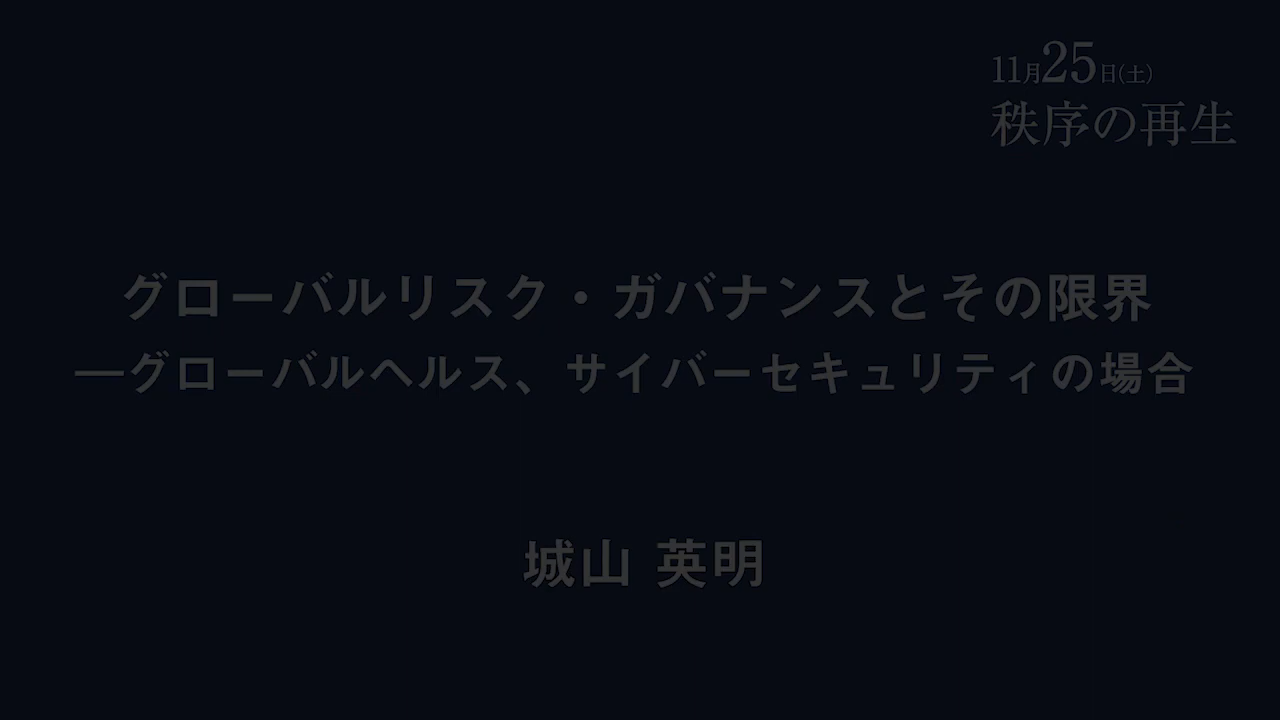 11月25日(土)
秩序の再生
グローバルリスク・ガバナンスとその限界
―グローバルヘルス、サイバーセキュリティの場合
城山 英明